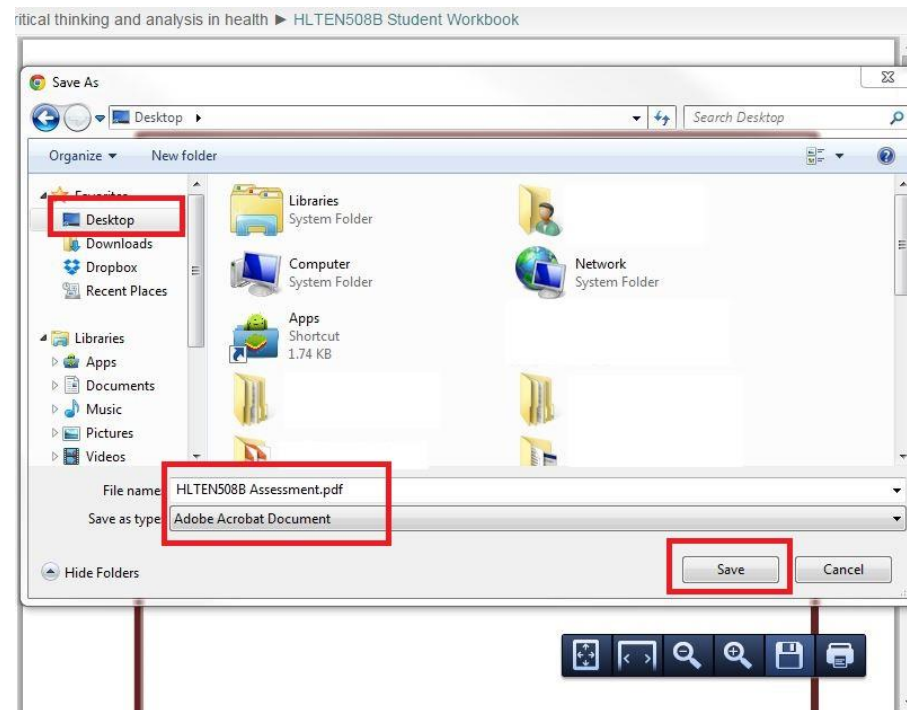 ritical thinking and analysis in health ► HLTEN508B Student Workbook
Save As
Desktop
Search Desktop
Organize
New folder
Favorites
Desktop
Downloads
Dropbox
Recent Places
Libraries
Apps
Documents
Music
Pictures
Videos
Libraries
System Folder
Computer
System Folder
Network
System Folder
Apps
Shortcut
1.74 KB
File name: HLTEN508B Assessment.pdf
Save as type: Adobe Acrobat Document
Hide Folders
Save
Cancel